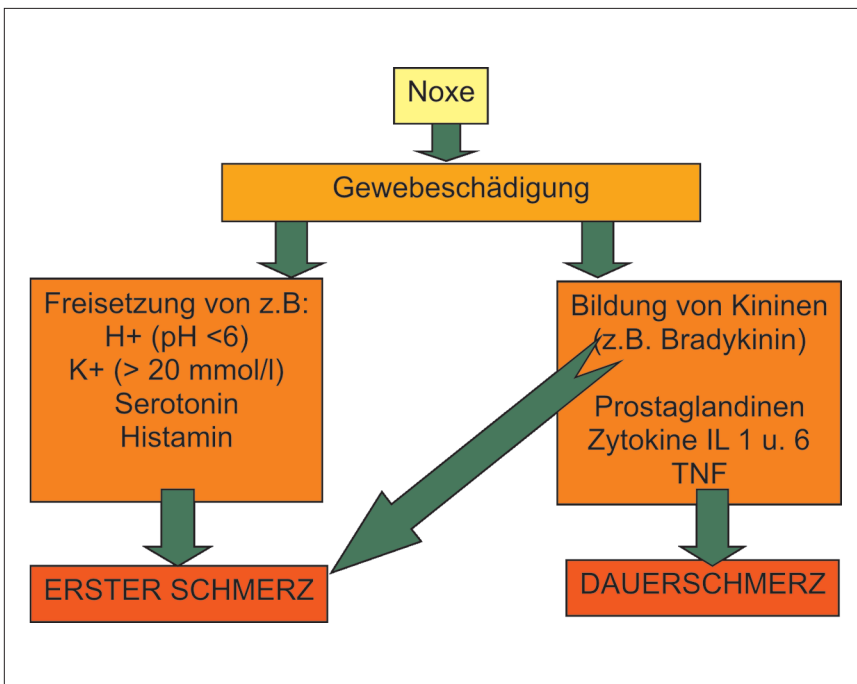 Noxe
Gewebeschädigung
Freisetzung von z.B:
H+ (pH <6)
K+ (> 20 mmol/l)
Serotonin
Histamin
Bildung von Kininen
(z.B. Bradykinin)
Prostaglandinen
Zytokine IL 1 u. 6
TNF
ERSTER SCHMERZ
DAUERSCHMERZ